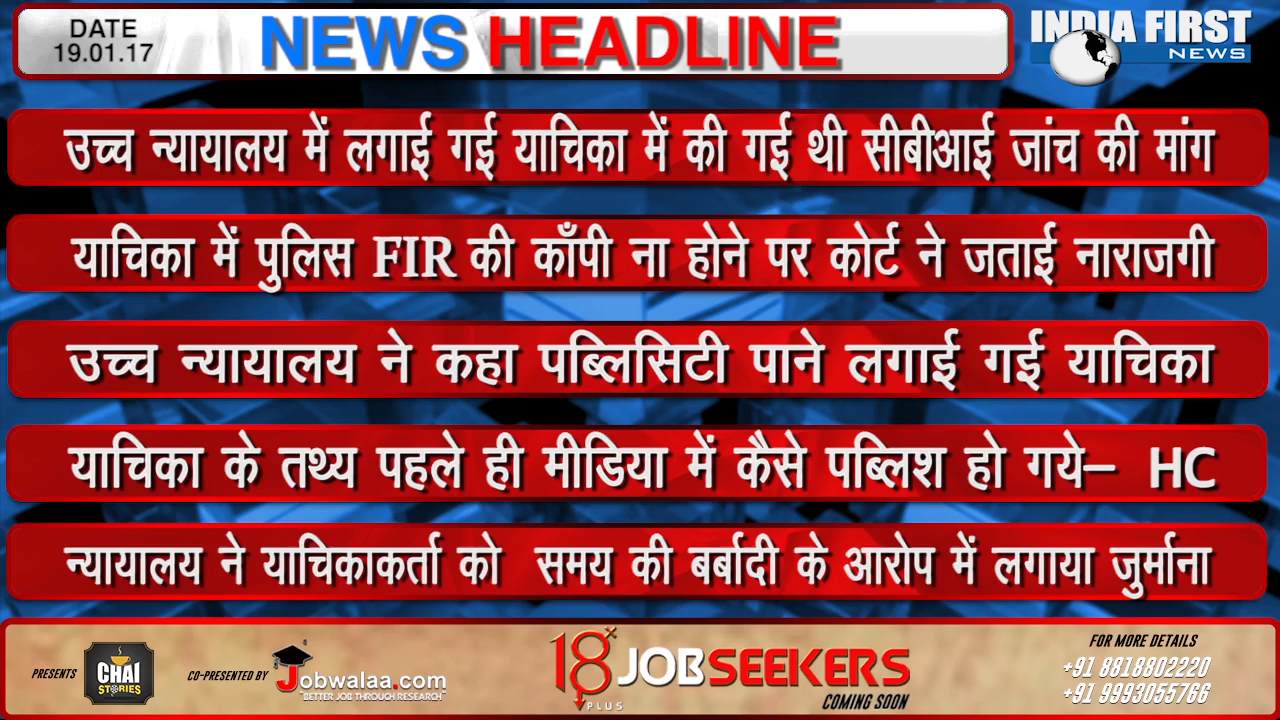 DATE
19.01.17
NEWS HEADLINE
INDIA FIRST
NEWS
उच्च न्यायालय में लगाई गई याचिका में की गई थी सीबीआई जांच की मांग
याचिका में पुलिस FIR की काँपी ना होने पर कोर्ट ने जताई नाराजगी
उच्च न्यायालय ने कहा पब्लिसिटी पाने लगाई गई याचिका
याचिका के तथ्य पहले ही मीडिया में कैसे पब्लिश हो गये– HC
न्यायालय ने याचिकाकर्ता को समय की बर्बादी के आरोप में लगाया जुर्माना
PRESENTS
CHAI
STORIES
CO-PRESENTED BY
Jobwalaa.com
"BETTER JOB THROUGH RESEARCH"
18 JOBSEEKERS
PLUS
COMING SOON
FOR MORE DETAILS
+91 8818802220
+91 9993055766